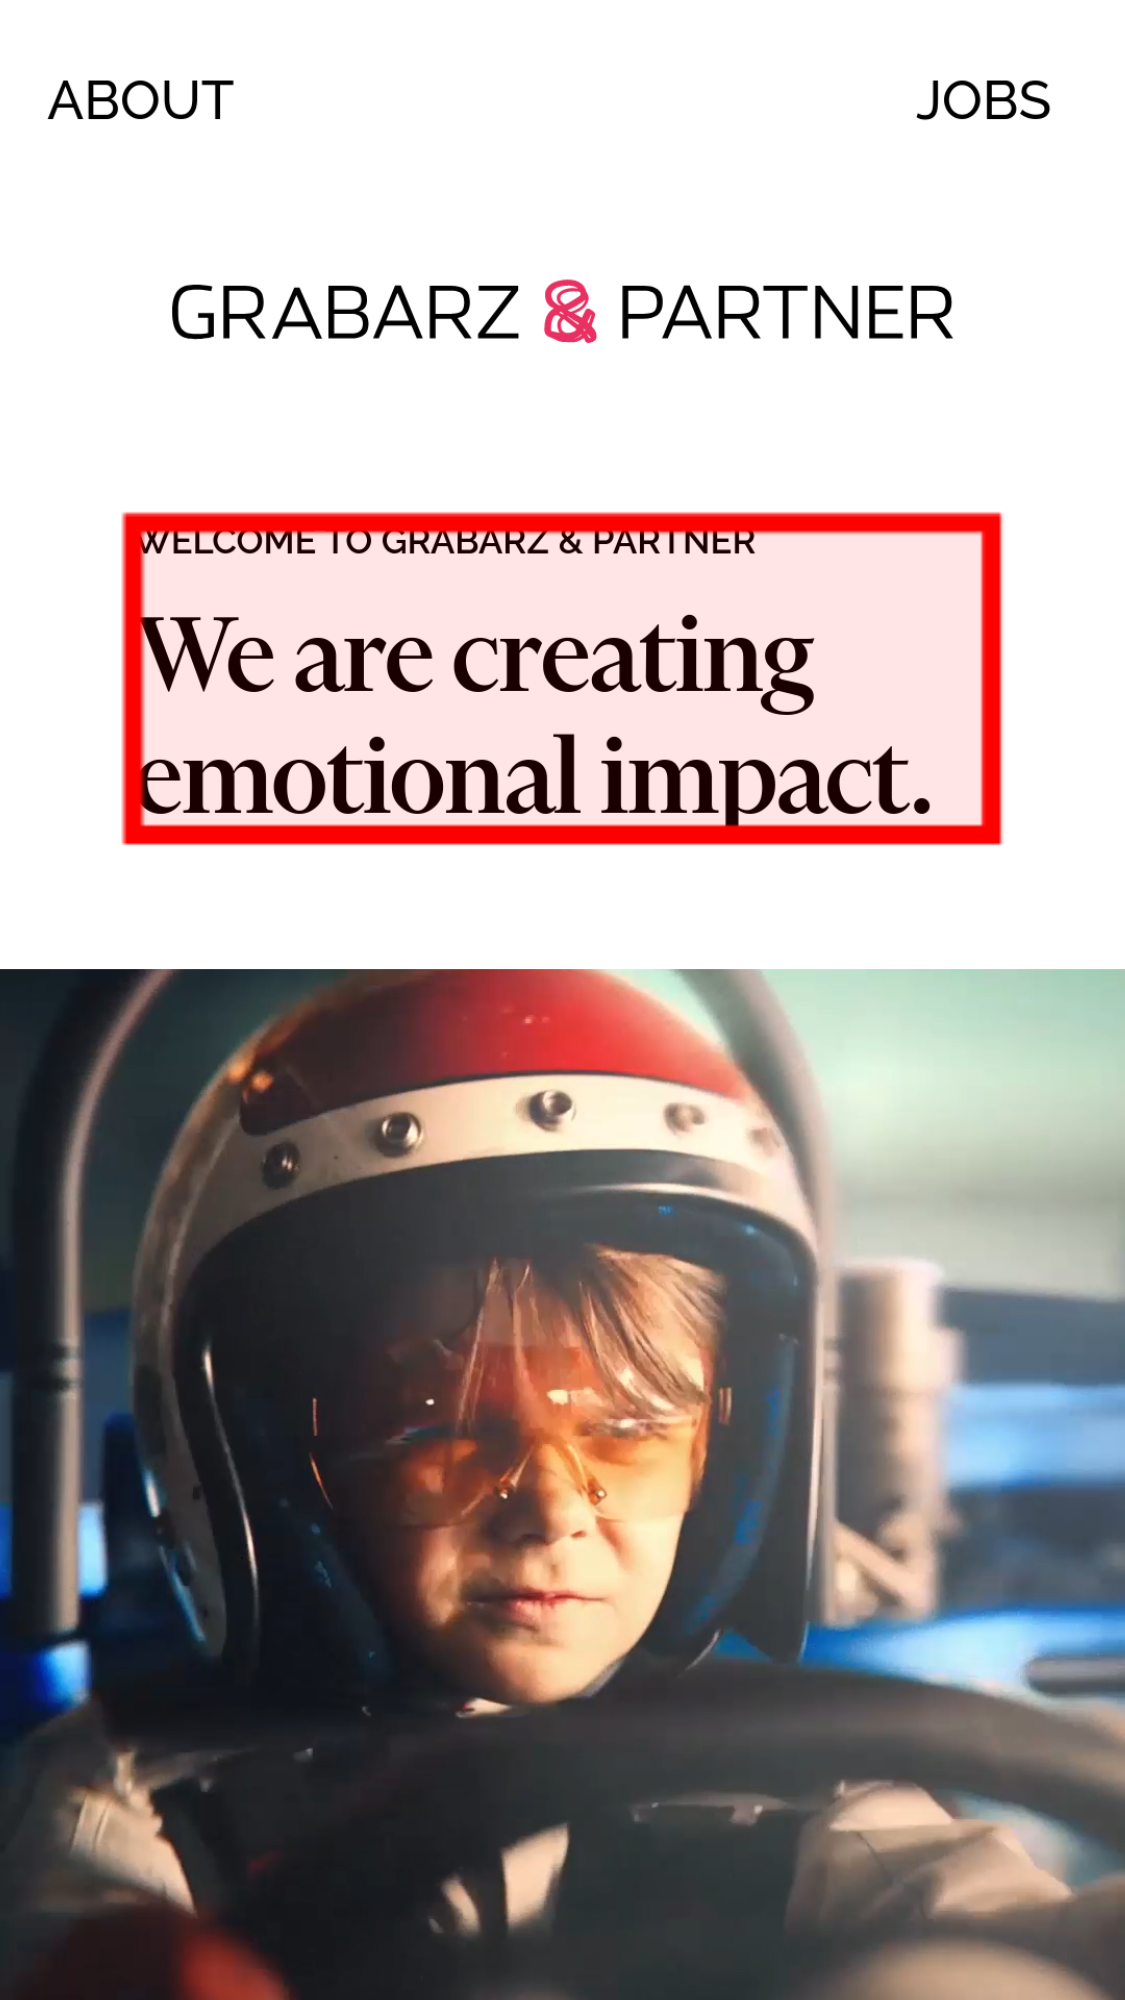 ABOUT
JOBS
GRABARZ & PARTNER
WELCOME TO GRABARZ & PARTNER
We are creating
emotional impact.